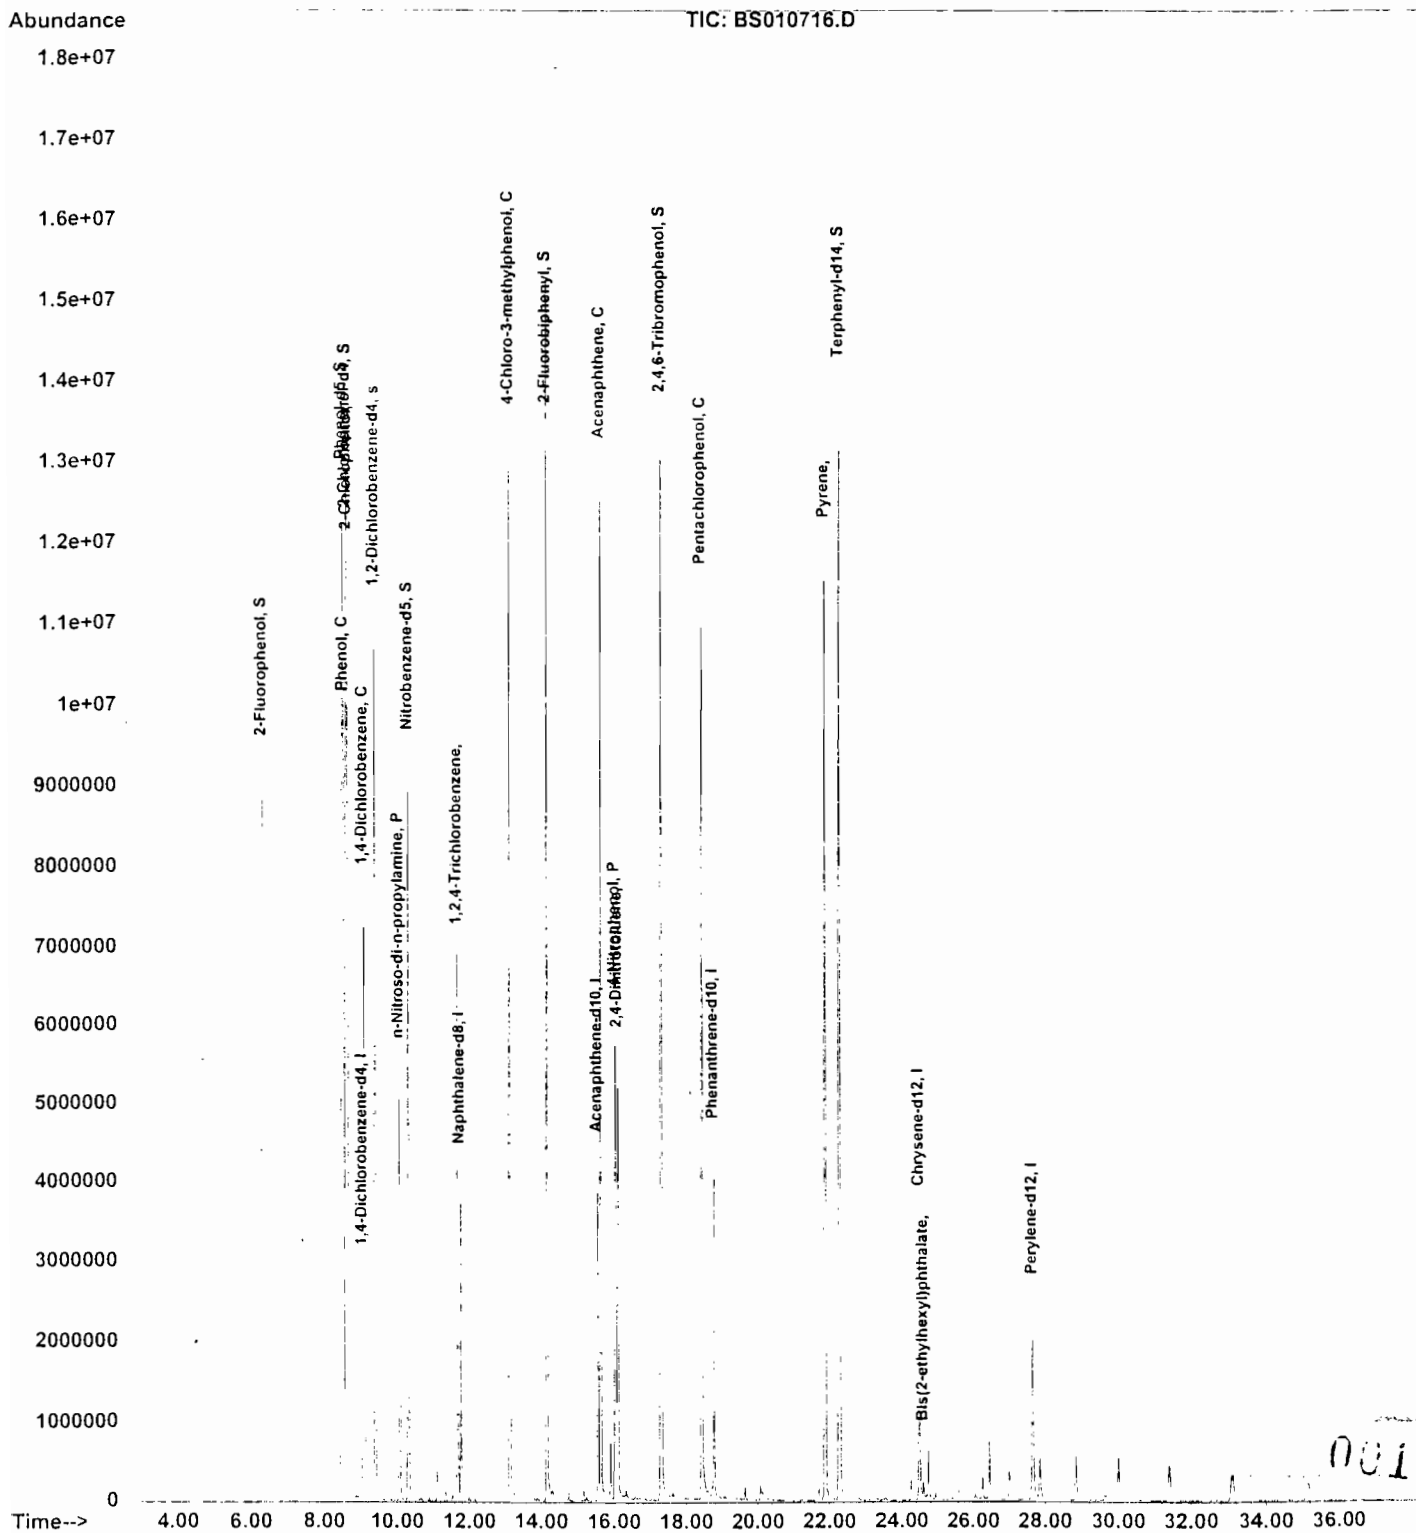 Abundance
TIC: BS010716.D
1.8e+07
1.7e+07
1.6e+07
1.5e+07
1.4e+07
1.3e+07
1.2e+07
1.1e+07
1e+07
9000000
8000000
7000000
6000000
5000000
4000000
3000000
2000000
1000000
0
2-Fluorophenol, S
Phenol, C
1,4-Dichlorobenzene-d4, I
1,4-Dichlorobenzene, C
1,2-Dichlorobenzene-d4, s
n-Nitroso-di-n-propylamine, P
Nitrobenzene-d5, S
1,2,4-Trichlorobenzene,
Naphthalene-d8, I
4-Chloro-3-methylphenol, C
2-Fluorobiphenyl, S
Acenaphthene-d10, I
Acenaphthene, C
2,4,6-Tribromophenol, S
Pentachlorophenol, C
Phenanthrene-d10, I
Pyrene,
Terphenyl-d14, S
Chrysene-d12, I
Bis(2-ethylhexyl)phthalate,
Perylene-d12, I
001
Time--> 4.00 6.00 8.00 10.00 12.00 14.00 16.00 18.00 20.00 22.00 24.00 26.00 28.00 30.00 32.00 34.00 36.00